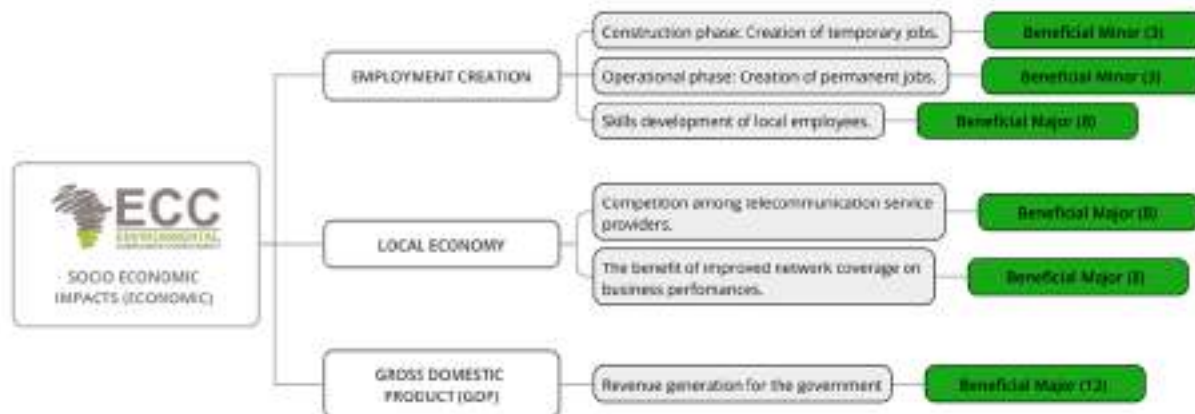 EMPLOYMENT CREATION
Construction phase: Creation of temporary jobs.
Beneficial Minor (3)
Operational phase: Creation of permanent jobs.
Beneficial Minor (3)
Skills development of local employees.
Beneficial Major (8)
ECC
ENVIRONMENTAL
- SOCIO ECONOMIC
IMPACTS (ECONOMIC)
LOCAL ECONOMY
Competition among telecommunication service
providers.
Beneficial Major (8)
The benefit of improved network coverage on
business perfomances.
Beneficial Major (8)
GROSS DOMESTIC
PRODUCT (GDP)
Revenue generation for the government
Beneficial Major (12)